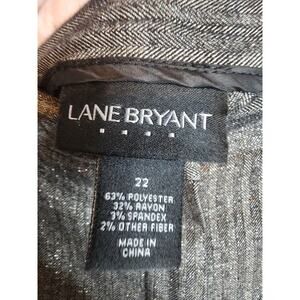 LANE BRYANT
22
63% POLYESTER
32% RAYON
3% SPANDEX
2% OTHER FIBER
MADE IN
CHINA